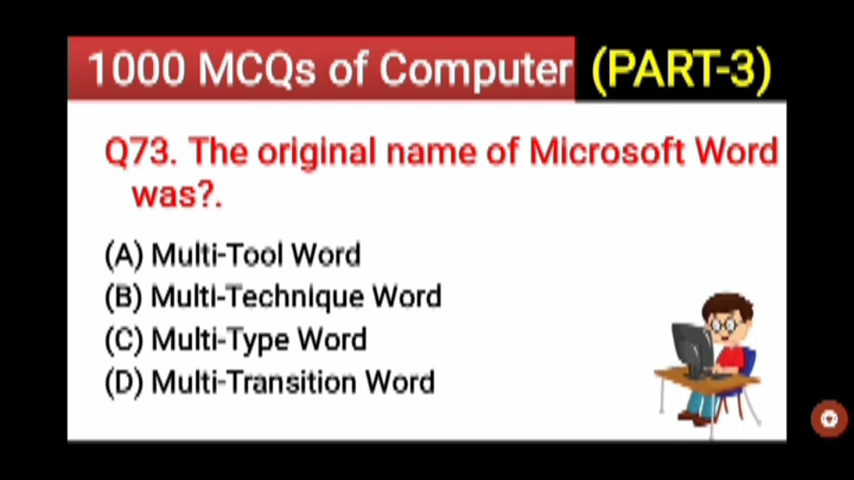 1000 MCQs of Computer (PART-3)
Q73. The original name of Microsoft Word
was?.
(A) Multi-Tool Word
(B) Multi-Technique Word
(C) Multi-Type Word
(D) Multi-Transition Word